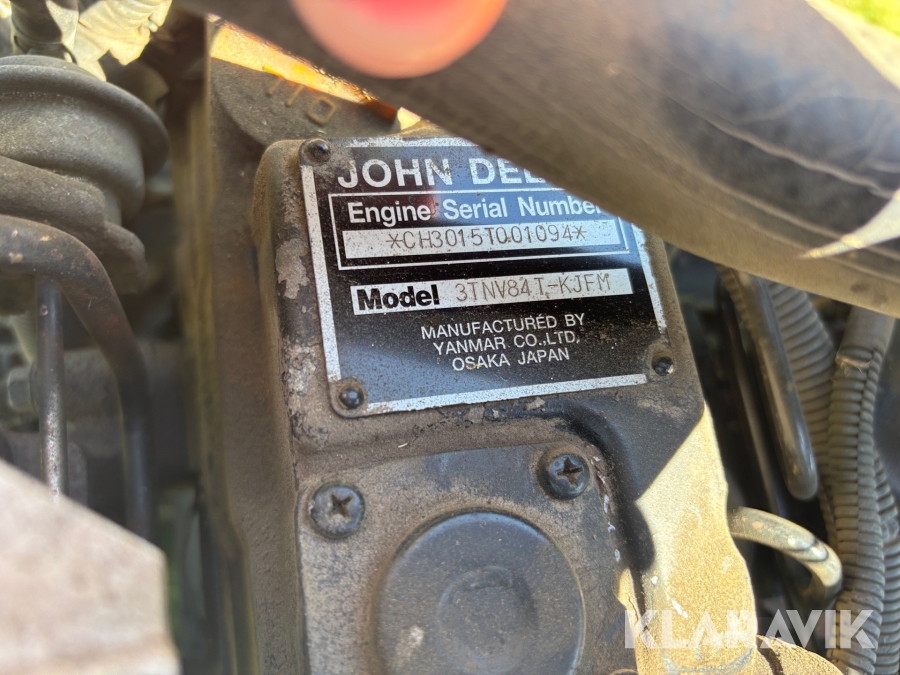 JOHN DEE
Engine Serial Number
*CH3015T001094*
Model 3TNV84T-KJFM
MANUFACTURED BY
YANMAR CO.,LTD,
OSAKA JAPAN
KLARAVIK